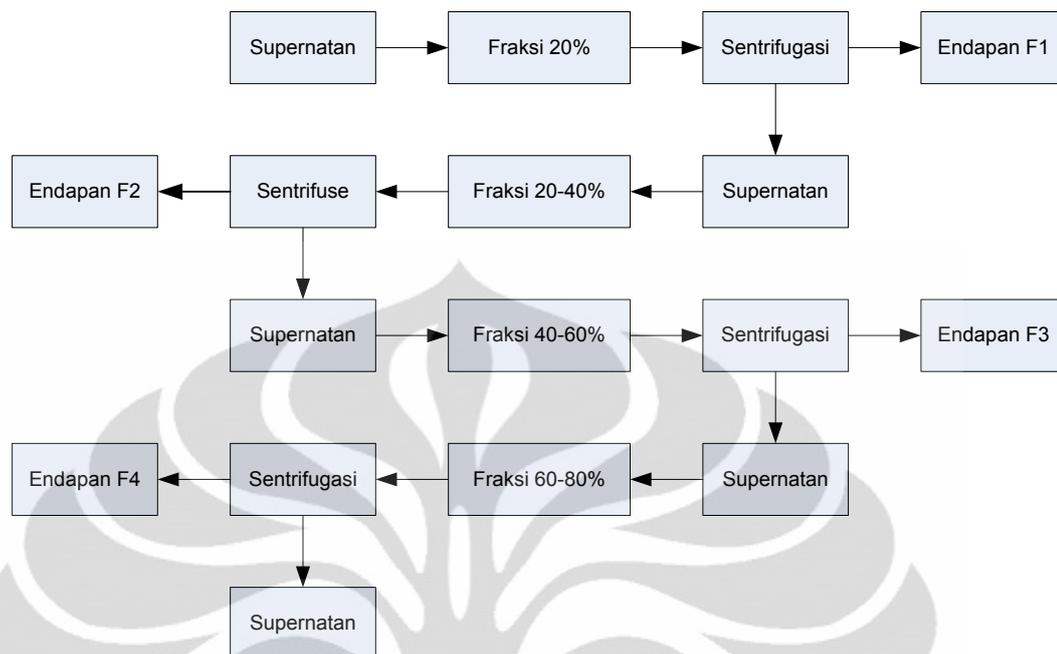 Supernatan
Fraksi 20%
Sentrifugasi
Endapan F1
Endapan F2
Sentrifuse
Fraksi 20-40%
Supernatan
Supernatan
Fraksi 40-60%
Sentrifugasi
Endapan F3
Endapan F4
Sentrifugasi
Fraksi 60-80%
Supernatan
Supernatan